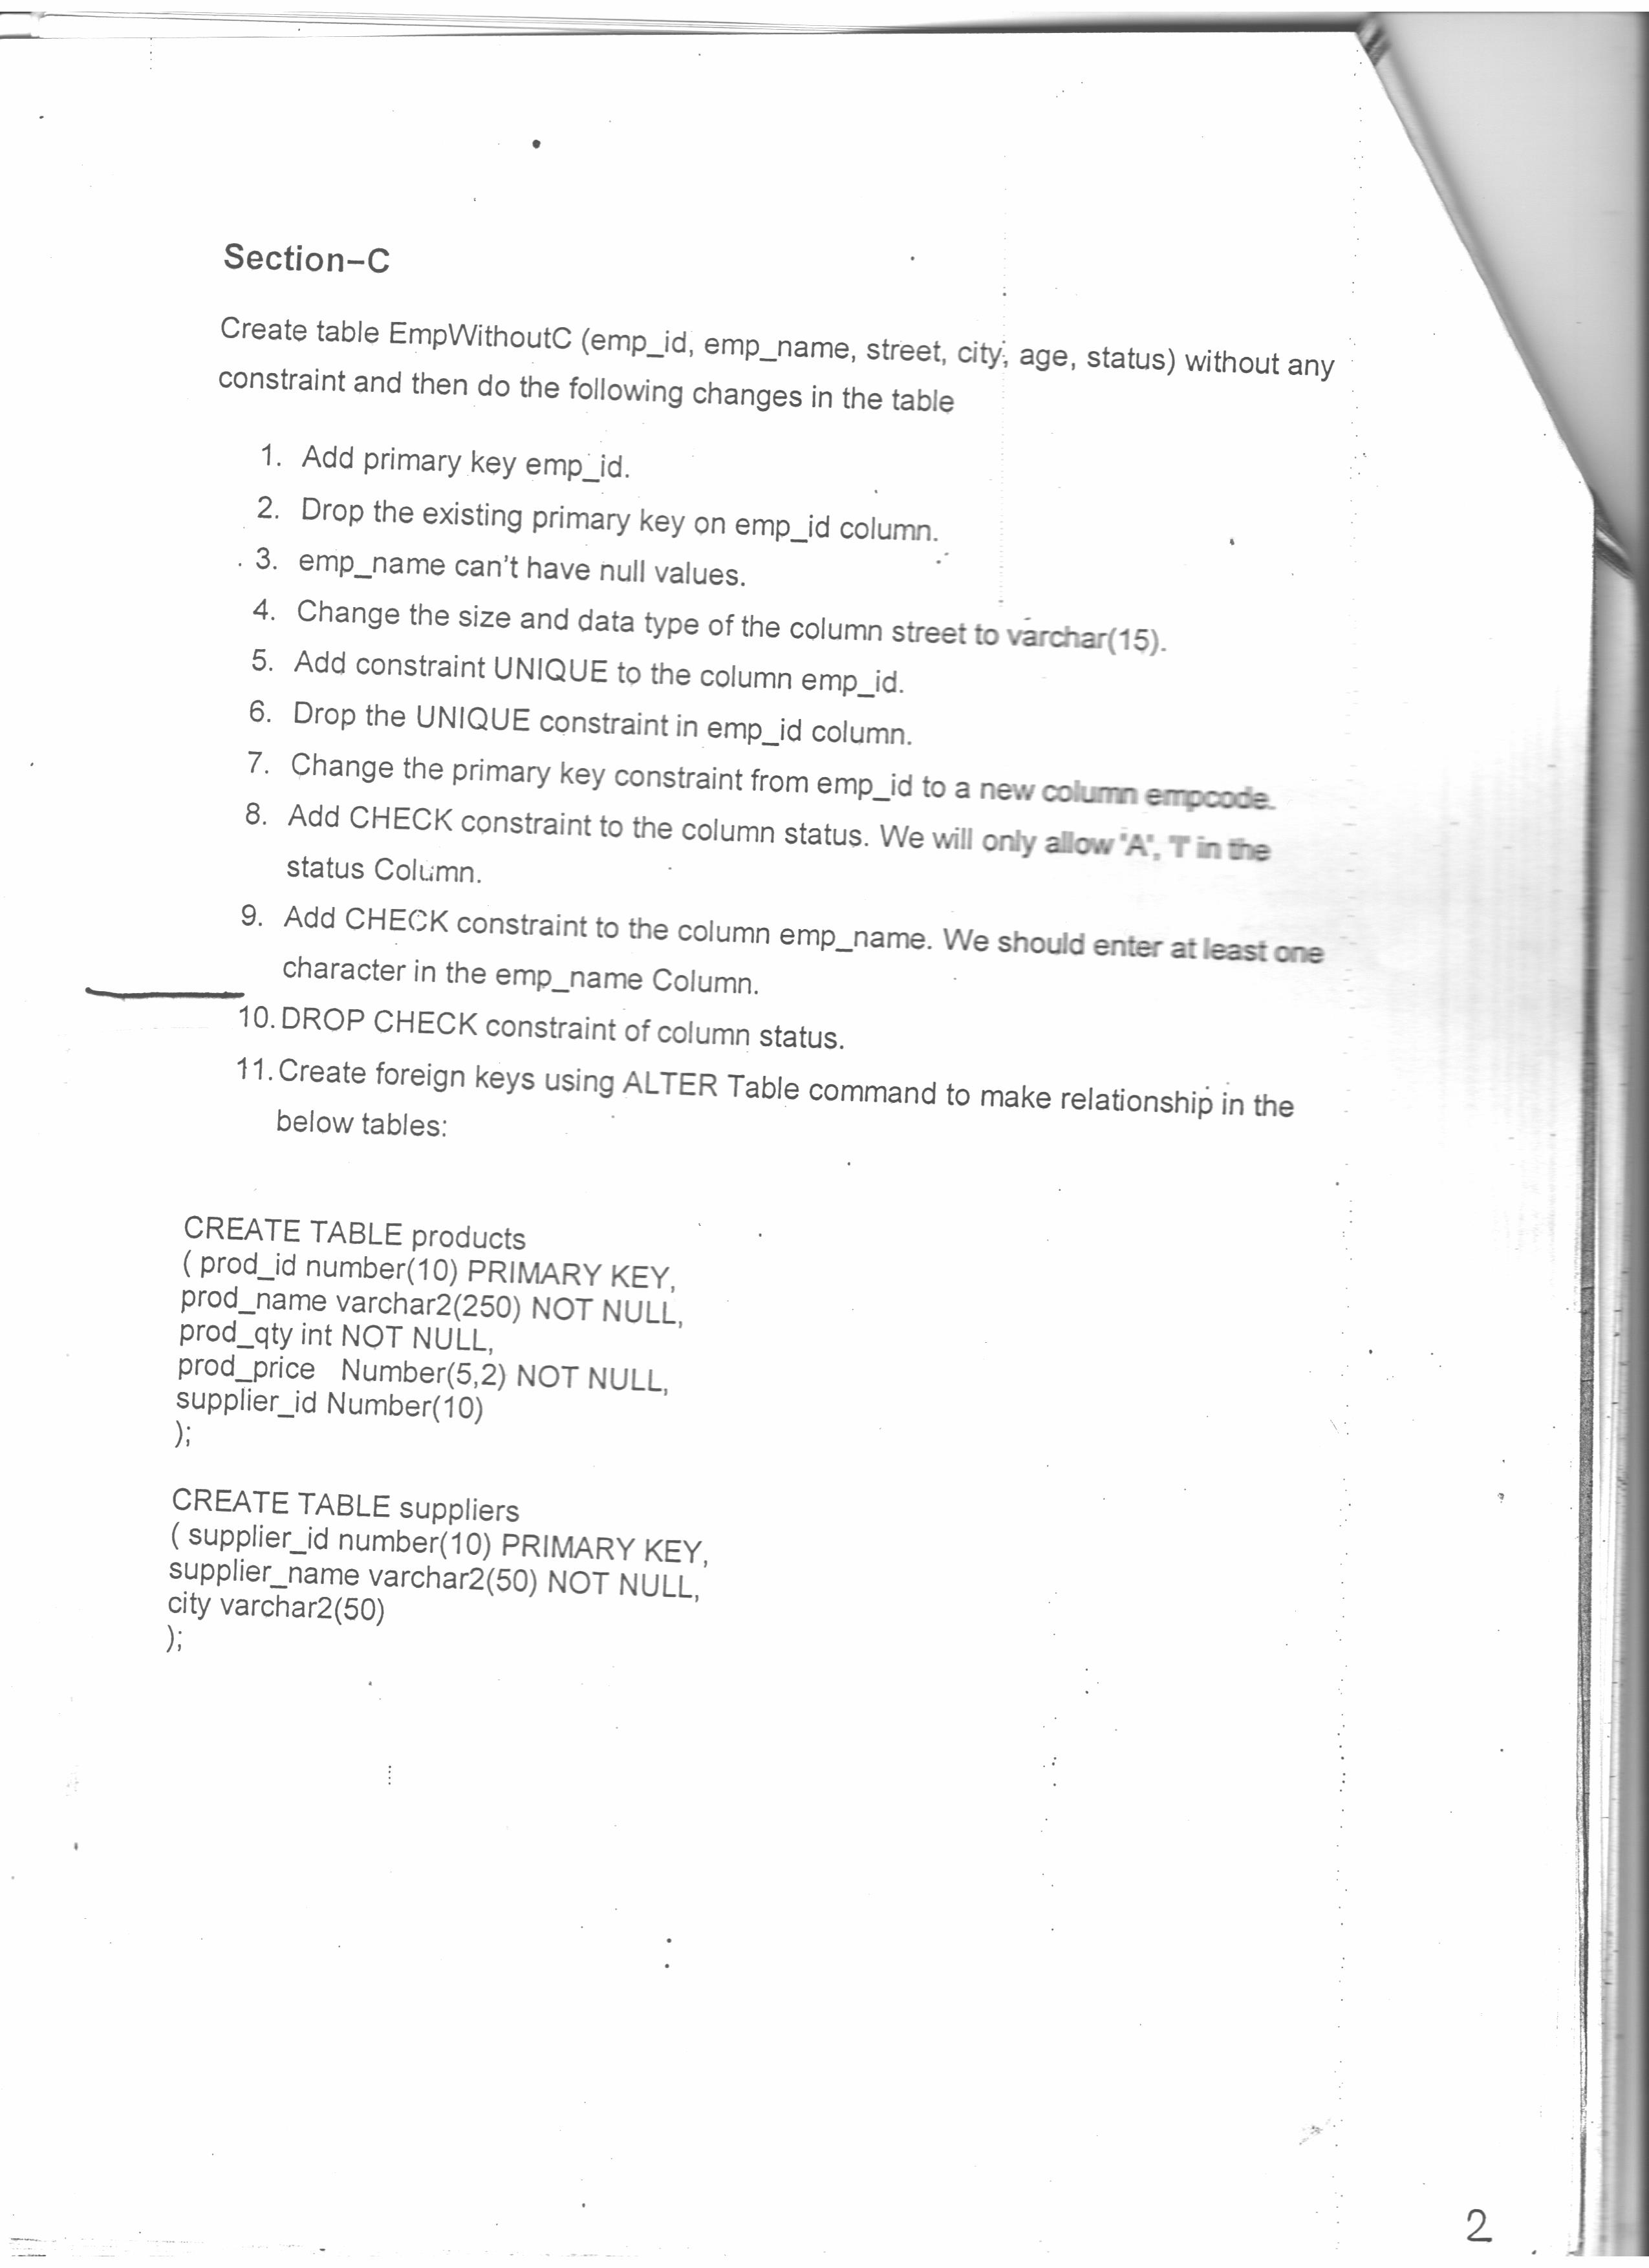 Section–C
Create table EmpWithoutC (emp_id, emp_name, street, city, age, status) without any
constraint and then do the following changes in the table
1. Add primary key emp_id.
2. Drop the existing primary key on emp_id column.
3. emp_name can't have null values.
4. Change the size and data type of the column street to varchar(15).
5. Add constraint UNIQUE to the column emp_id.
6. Drop the UNIQUE constraint in emp_id column.
7. Change the primary key constraint from emp_id to a new column empcode.
8. Add CHECK constraint to the column status. We will only allow 'A', 'I' in the
status Column.
9. Add CHECK constraint to the column emp_name. We should enter at least one
character in the emp_name Column.
10. DROP CHECK constraint of column status.
11. Create foreign keys using ALTER Table command to make relationship in the
below tables:
CREATE TABLE products
( prod_id number(10) PRIMARY KEY,
prod_name varchar2(250) NOT NULL,
prod_qty int NOT NULL,
prod_price Number(5,2) NOT NULL,
supplier_id Number(10)
);
CREATE TABLE suppliers
( supplier_id number(10) PRIMARY KEY,
supplier_name varchar2(50) NOT NULL,
city varchar2(50)
);
2